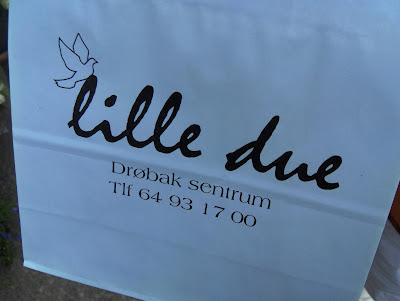 lille due
Drøbak sentrum
Tlf 64 93 17 00